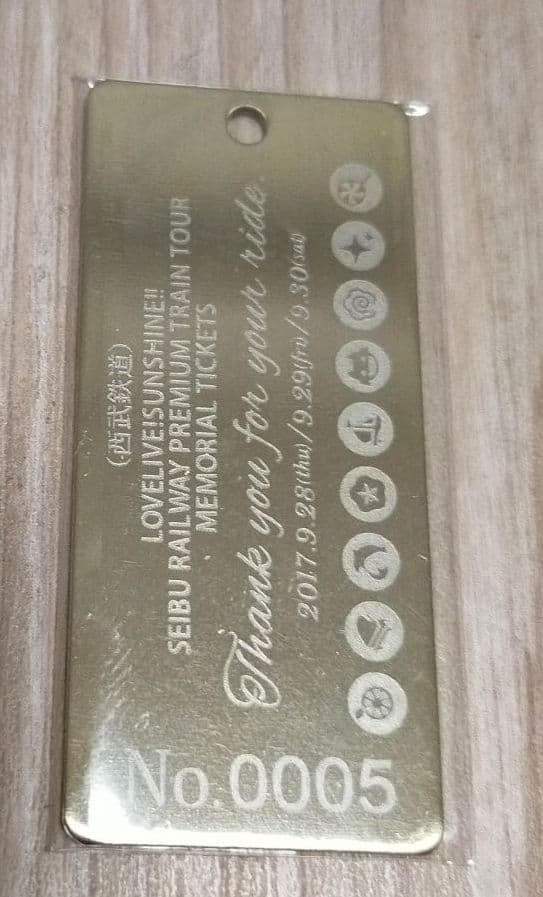 (西武鉄道)
LOVELIVE!SUNSHINE!!
SEIBU RAILWAY PREMIUM TRAIN TOUR
MEMORIAL TICKETS
Thank you for your ride.
2017.9.28(thu)/9.29(fri)/9.30(sat)
No.0005